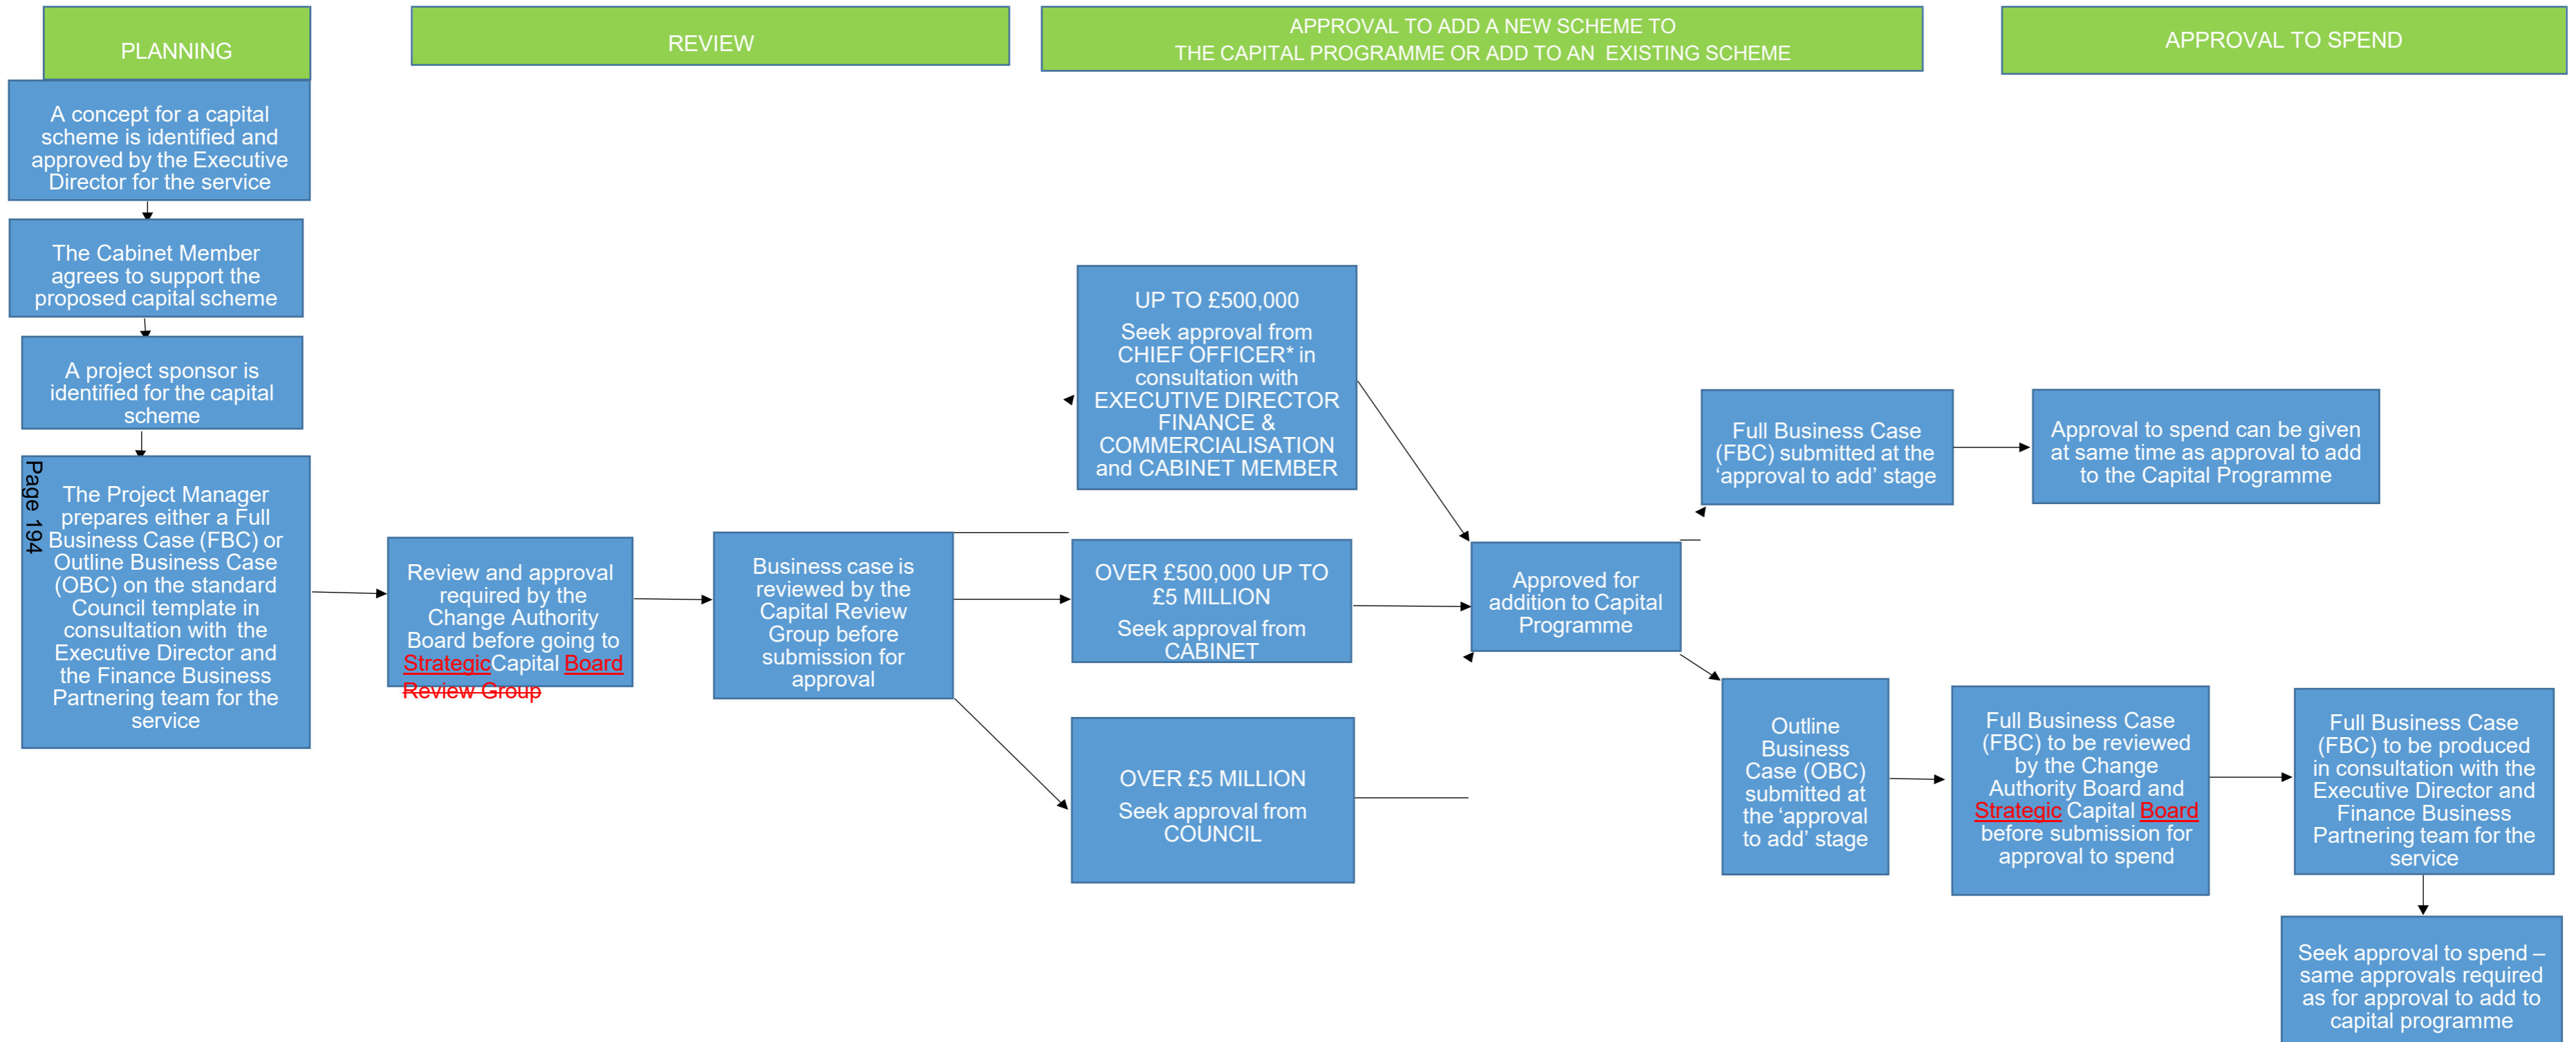 PLANNING
REVIEW
APPROVAL TO ADD A NEW SCHEME TO
THE CAPITAL PROGRAMME OR ADD TO AN EXISTING SCHEME
APPROVAL TO SPEND
A concept for a capital
scheme is identified and
approved by the Executive
Director for the service
The Cabinet Member
agrees to support the
proposed capital scheme
A project sponsor is
identified for the capital
scheme
Page 194
The Project Manager
prepares either a Full
Business Case (FBC) or
Outline Business Case
(OBC) on the standard
Council template in
consultation with the
Executive Director and
the Finance Business
Partnering team for the
service
Review and approval
required by the
Change Authority
Board before going to
StrategicCapital Board
Review Group
Business case is
reviewed by the
Capital Review
Group before
submission for
approval
UP TO £500,000
Seek approval from
CHIEF OFFICER* in
consultation with
EXECUTIVE DIRECTOR
FINANCE &
COMMERCIALISATION
and CABINET MEMBER
OVER £500,000 UP TO
£5 MILLION
Seek approval from
CABINET
OVER £5 MILLION
Seek approval from
COUNCIL
Approved for
addition to Capital
Programme
Full Business Case
(FBC) submitted at the
‘approval to add’ stage
Approval to spend can be given
at same time as approval to add
to the Capital Programme
Outline
Business
Case (OBC)
submitted at
the ‘approval
to add’ stage
Full Business Case
(FBC) to be reviewed
by the Change
Authority Board and
Strategic Capital Board
before submission for
approval to spend
Full Business Case
(FBC) to be produced
in consultation with the
Executive Director and
Finance Business
Partnering team for the
service
Seek approval to spend –
same approvals required
as for approval to add to
capital programme